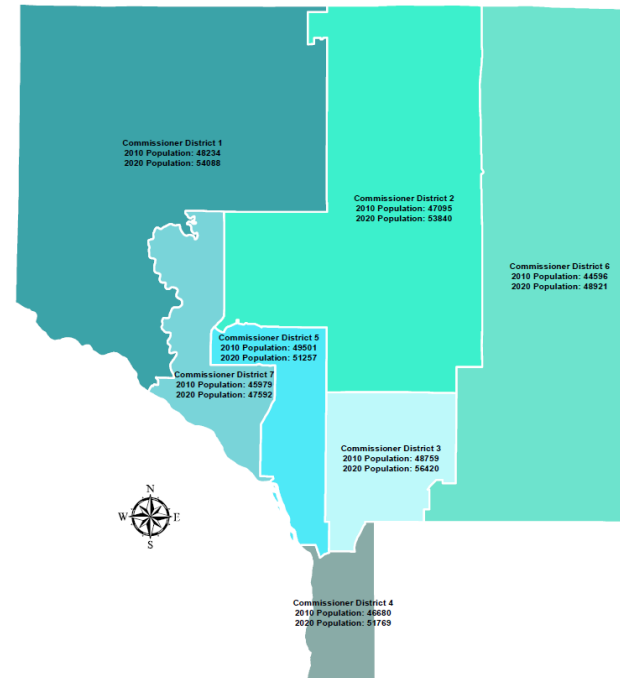 Commissioner District 1
2010 Population: 48234
2020 Population: 54088
Commissioner District 2
2010 Population: 47095
2020 Population: 53840
Commissioner District 6
2010 Population: 44596
2020 Population: 48921
Commissioner District 5
2010 Population: 49501
2020 Population: 51257
Commissioner District 7
2010 Population: 45979
2020 Population: 47592
Commissioner District 3
2010 Population: 48759
2020 Population: 56420
N
W E
S
Commissioner District 4
2010 Population: 46680
2020 Population: 51769